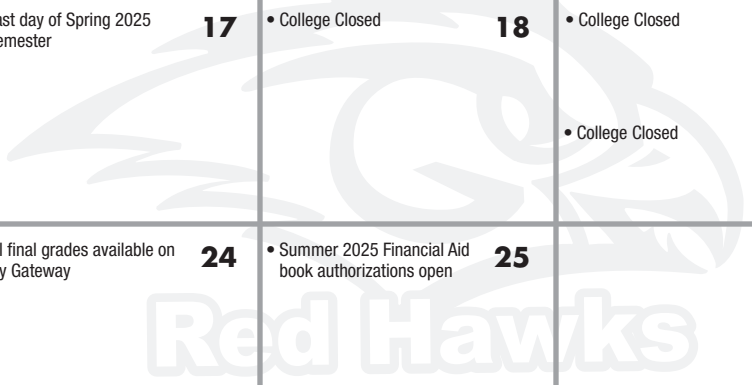 ast day of Spring 2025
emester
17
• College Closed
18
• College Closed
• College Closed
l final grades available on
y Gateway
24
• Summer 2025 Financial Aid
book authorizations open
25
Red Hawks